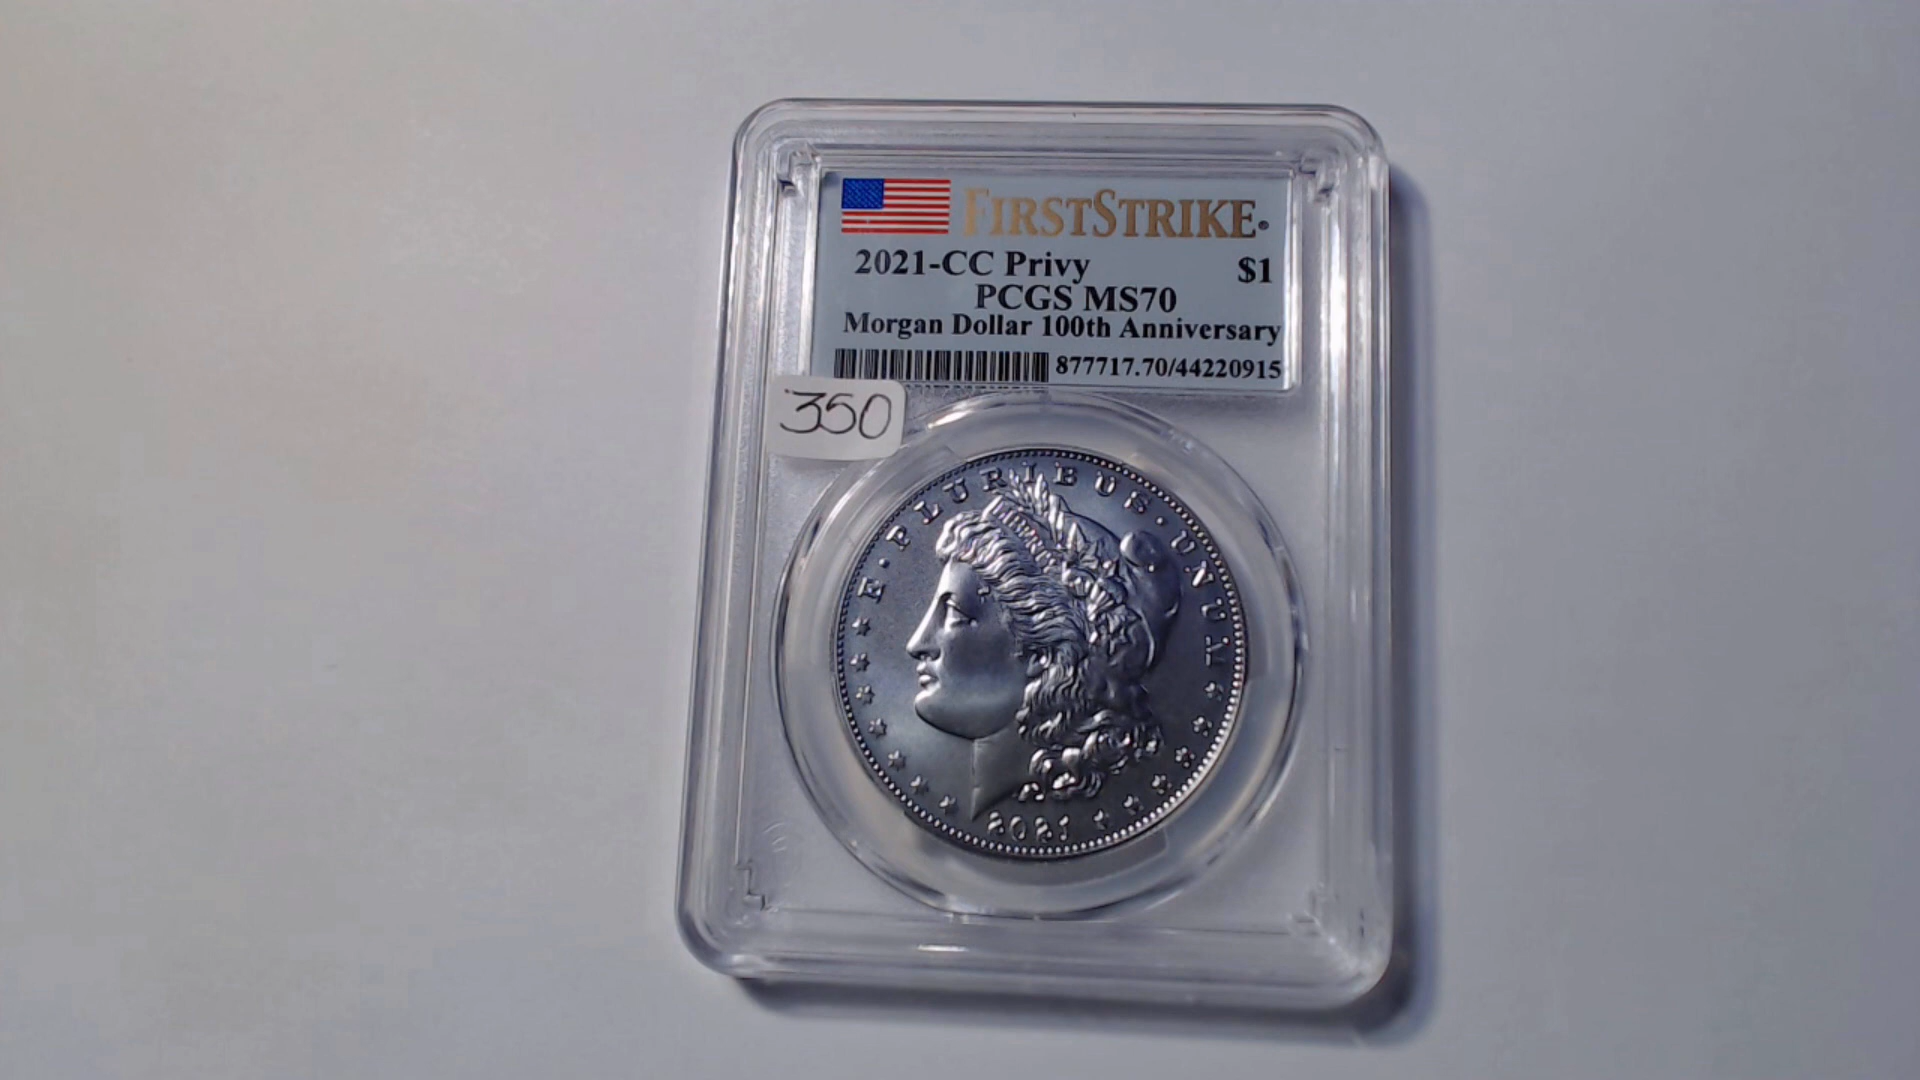 FIRSTSTRIKE®
2021-CC Privy $1
PCGS MS70
Morgan Dollar 100th Anniversary
877717.70/44220915
350
E·PLURIBUS·UNUM
LIBERTY
2021